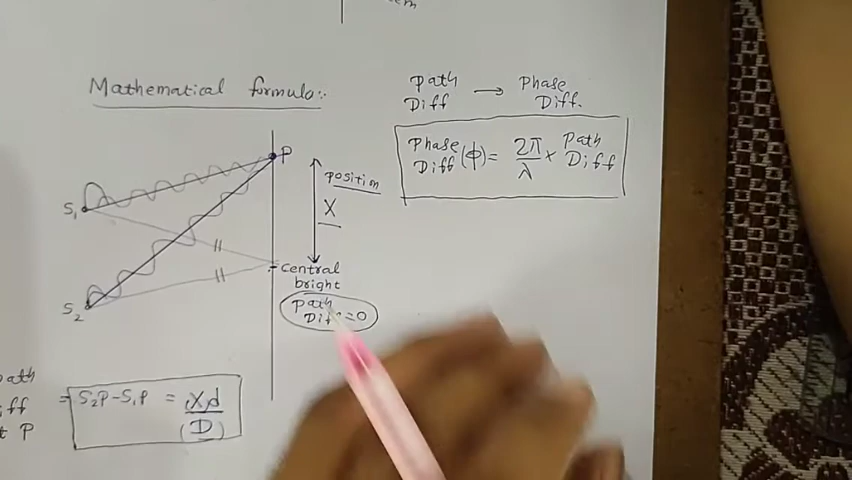 Mathematical formula:
Path
Diff → Phase
Diff.
Phase
Diff (ϕ) = 2π/λ × Path
Diff
P
S₁
S₂
position
X
central
bright
Path
Diff = 0
= S₂P - S₁P = Xd/(D)
P